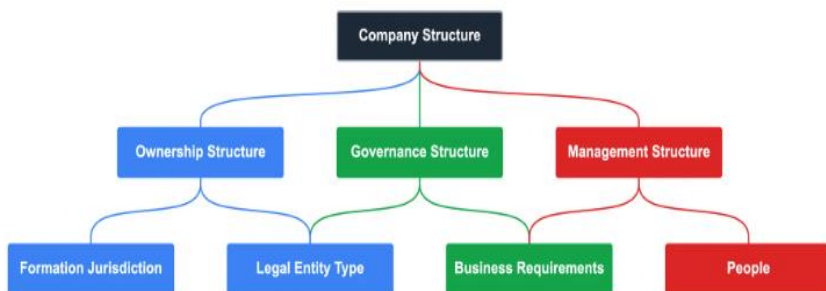 Company Structure
Ownership Structure
Governance Structure
Management Structure
Formation Jurisdiction
Legal Entity Type
Business Requirements
People